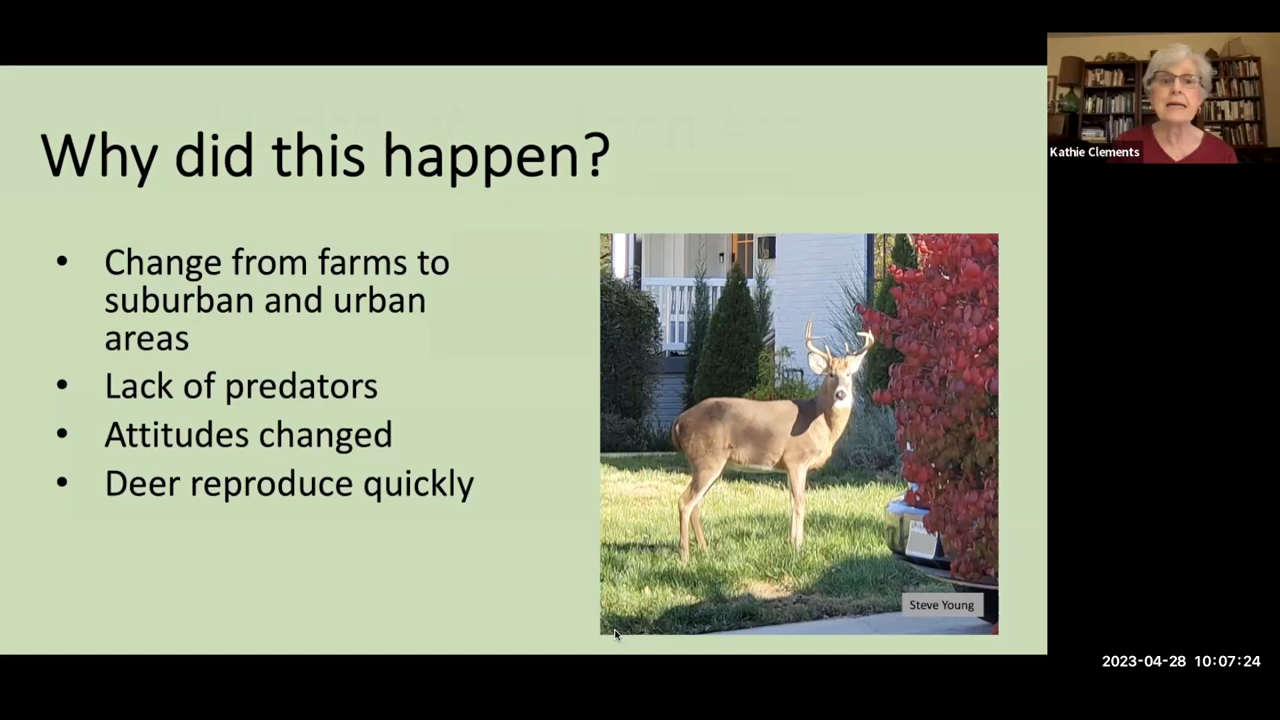 Why did this happen?
• Change from farms to
suburban and urban
areas
• Lack of predators
• Attitudes changed
• Deer reproduce quickly
Steve Young
Kathie Clements
2023-04-28 10:07:24